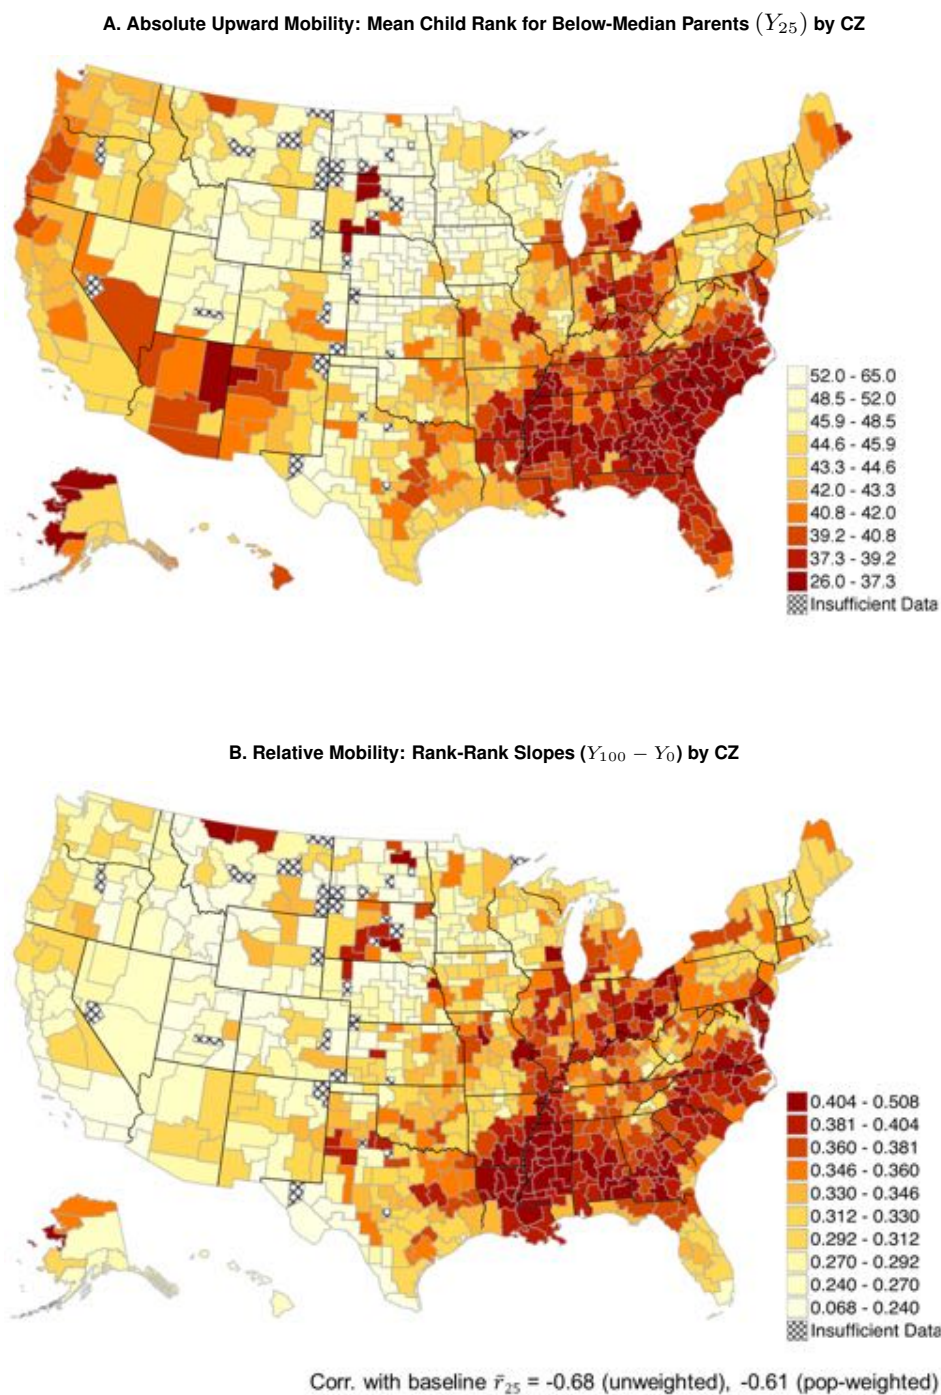 A. Absolute Upward Mobility: Mean Child Rank for Below-Median Parents (Y₂₅) by CZ
52.0 - 65.0
48.5 - 52.0
45.9 - 48.5
44.6 - 45.9
43.3 - 44.6
42.0 - 43.3
40.8 - 42.0
39.2 - 40.8
37.3 - 39.2
26.0 - 37.3
Insufficient Data
B. Relative Mobility: Rank-Rank Slopes (Y₁₀₀ − Y₀) by CZ
0.404 - 0.508
0.381 - 0.404
0.360 - 0.381
0.346 - 0.360
0.330 - 0.346
0.312 - 0.330
0.292 - 0.312
0.270 - 0.292
0.240 - 0.270
0.068 - 0.240
Insufficient Data
Corr. with baseline r̄₂₅ = -0.68 (unweighted), -0.61 (pop-weighted)